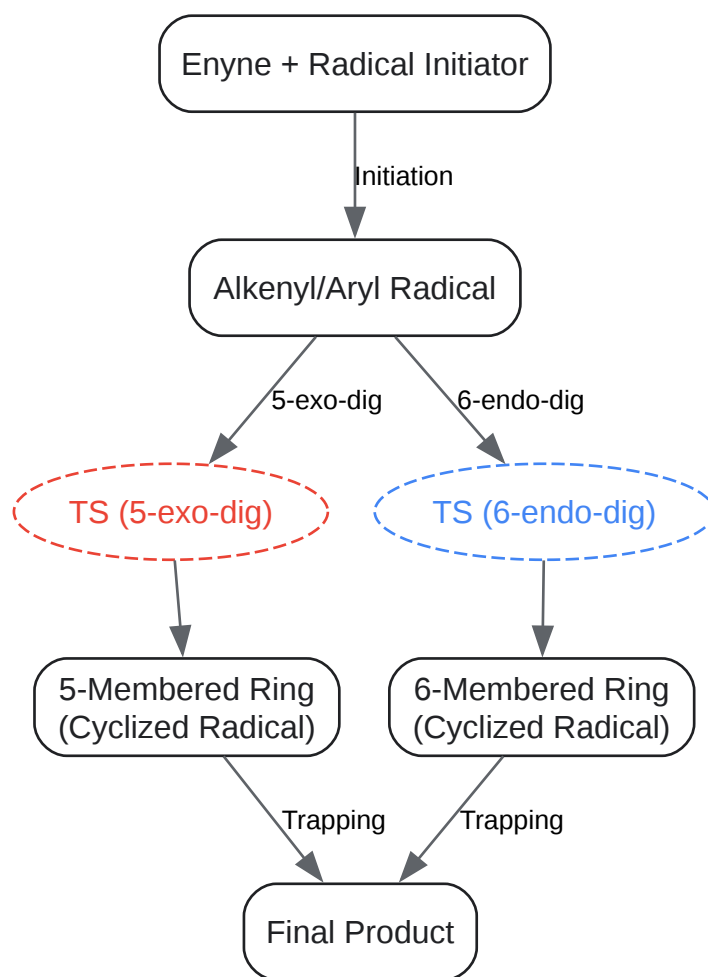 Enyne + Radical Initiator
Initiation
Alkenyl/Aryl Radical
5-exo-dig
6-endo-dig
TS (5-exo-dig)
TS (6-endo-dig)
5-Membered Ring
(Cyclized Radical)
6-Membered Ring
(Cyclized Radical)
Trapping
Trapping
Final Product